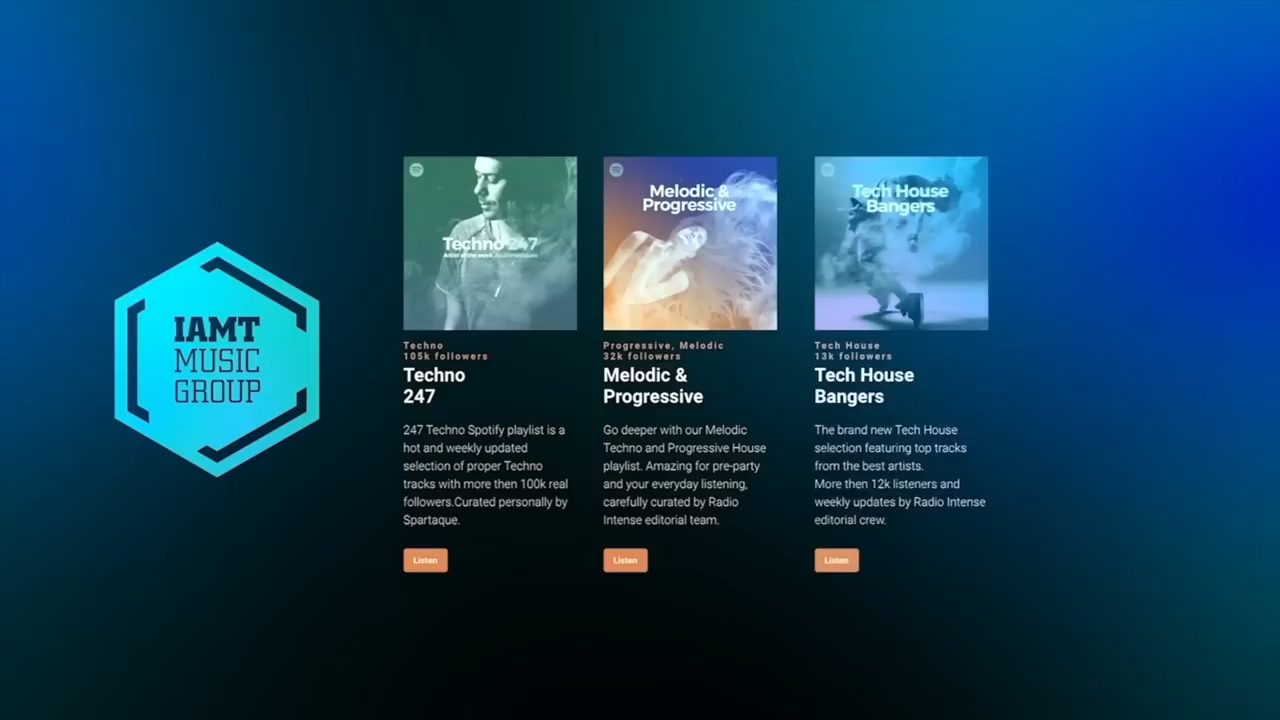 IAMT
MUSIC
GROUP
Techno 247
Artist of the week.
Techno
105k followers
Techno
247
247 Techno Spotify playlist is a
hot and weekly updated
selection of proper Techno
tracks with more then 100k real
followers.Curated personally by
Spartaque.
Listen
Melodic &
Progressive
Progressive, Melodic
32k followers
Melodic &
Progressive
Go deeper with our Melodic
Techno and Progressive House
playlist. Amazing for pre-party
and your everyday listening,
carefully curated by Radio
Intense editorial team.
Listen
Tech House
Bangers
Tech House
13k followers
Tech House
Bangers
The brand new Tech House
selection featuring top tracks
from the best artists.
More then 12k listeners and
weekly updates by Radio Intense
editorial crew.
Listen